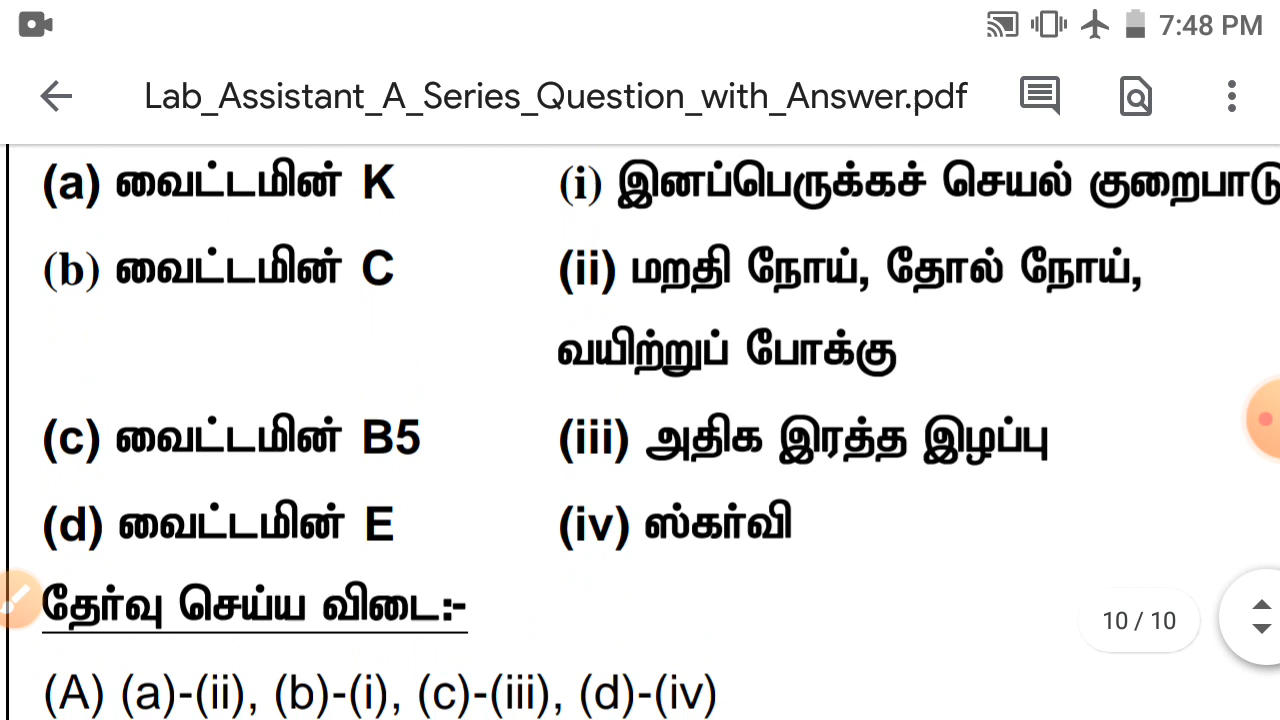 7:48 PM
Lab_Assistant_A_Series_Question_with_Answer.pdf
(a) வைட்டமின் K (i) இனப்பெருக்கச் செயல் குறைபாடு
(b) வைட்டமின் C (ii) மறதி நோய், தோல் நோய்,
வயிற்றுப் போக்கு
(c) வைட்டமின் B5 (iii) அதிக இரத்த இழப்பு
(d) வைட்டமின் E (iv) ஸ்கர்வி
தேர்வு செய்ய விடை:-
10 / 10
(A) (a)-(ii), (b)-(i), (c)-(iii), (d)-(iv)